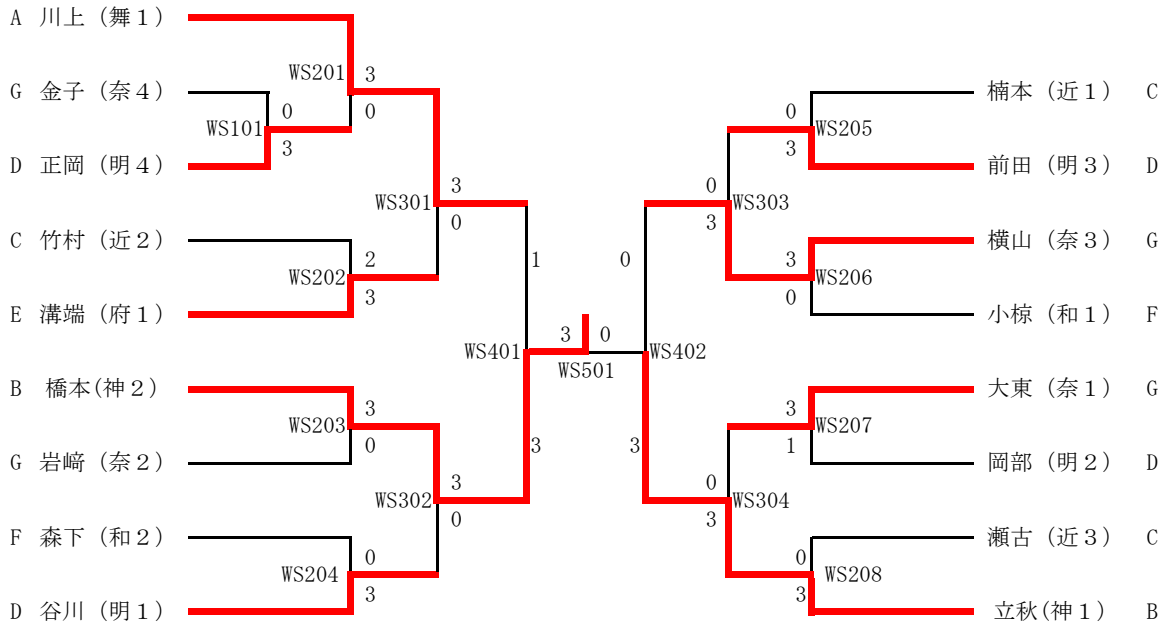 A 川上（舞１）
WS201 3
G 金子（奈４） 楠本（近１） C
0 0 0
WS101 WS205
3 3
D 正岡（明４） 前田（明３） D
3 0
WS301 WS303
0 3
C 竹村（近２） 横山（奈３） G
2 1 0 3
WS202 WS206
3 0
E 溝端（府１） 小椋（和１） F
3 0
WS401 WS402
WS501
B 橋本(神２) 大東（奈１） G
3 3
WS203 WS207
0 3 3 1
G 岩﨑（奈２） 岡部（明２） D
3 0
WS302 WS304
0 3
F 森下（和２） 瀬古（近３） C
0 0
WS204 WS208
3 3
D 谷川（明１） 立秋(神１) B